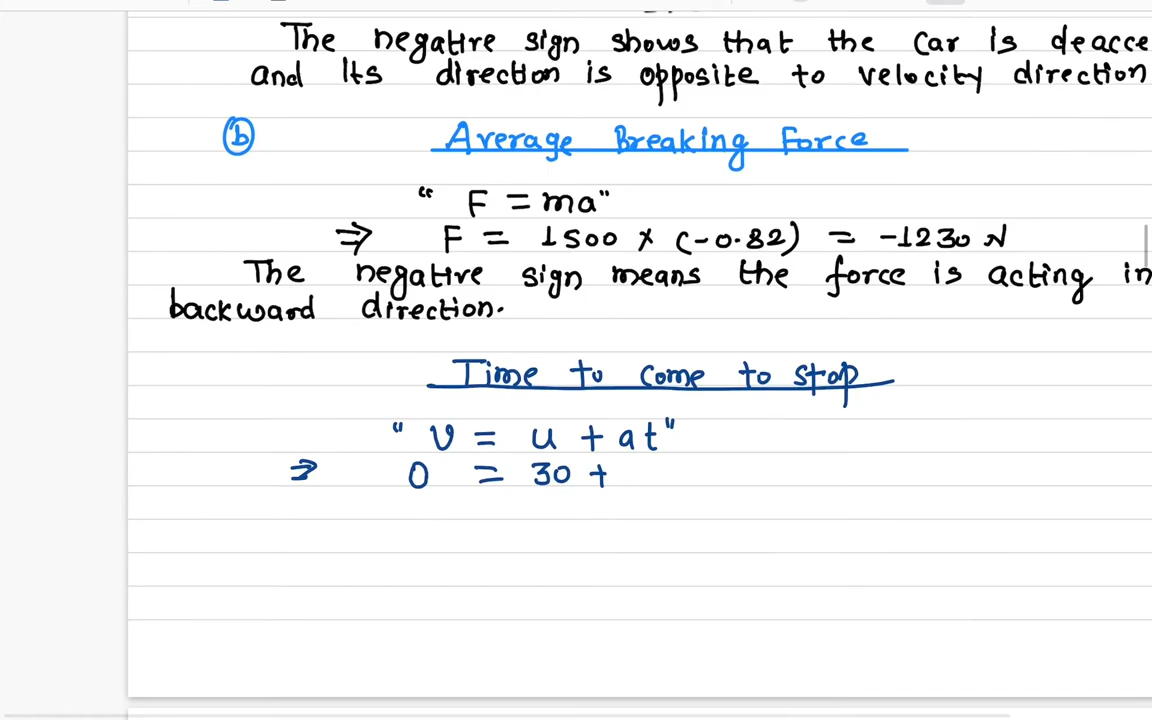 The negative sign shows that the car is deacce
and Its direction is opposite to velocity direction
(b) Average Breaking Force
“ F = ma”
⇒ F = 1500 × (-0.82) = -1230 N
The negative sign means the force is acting in
backward direction.
Time to come to stop
“ v = u + at”
⇒ 0 = 30 +